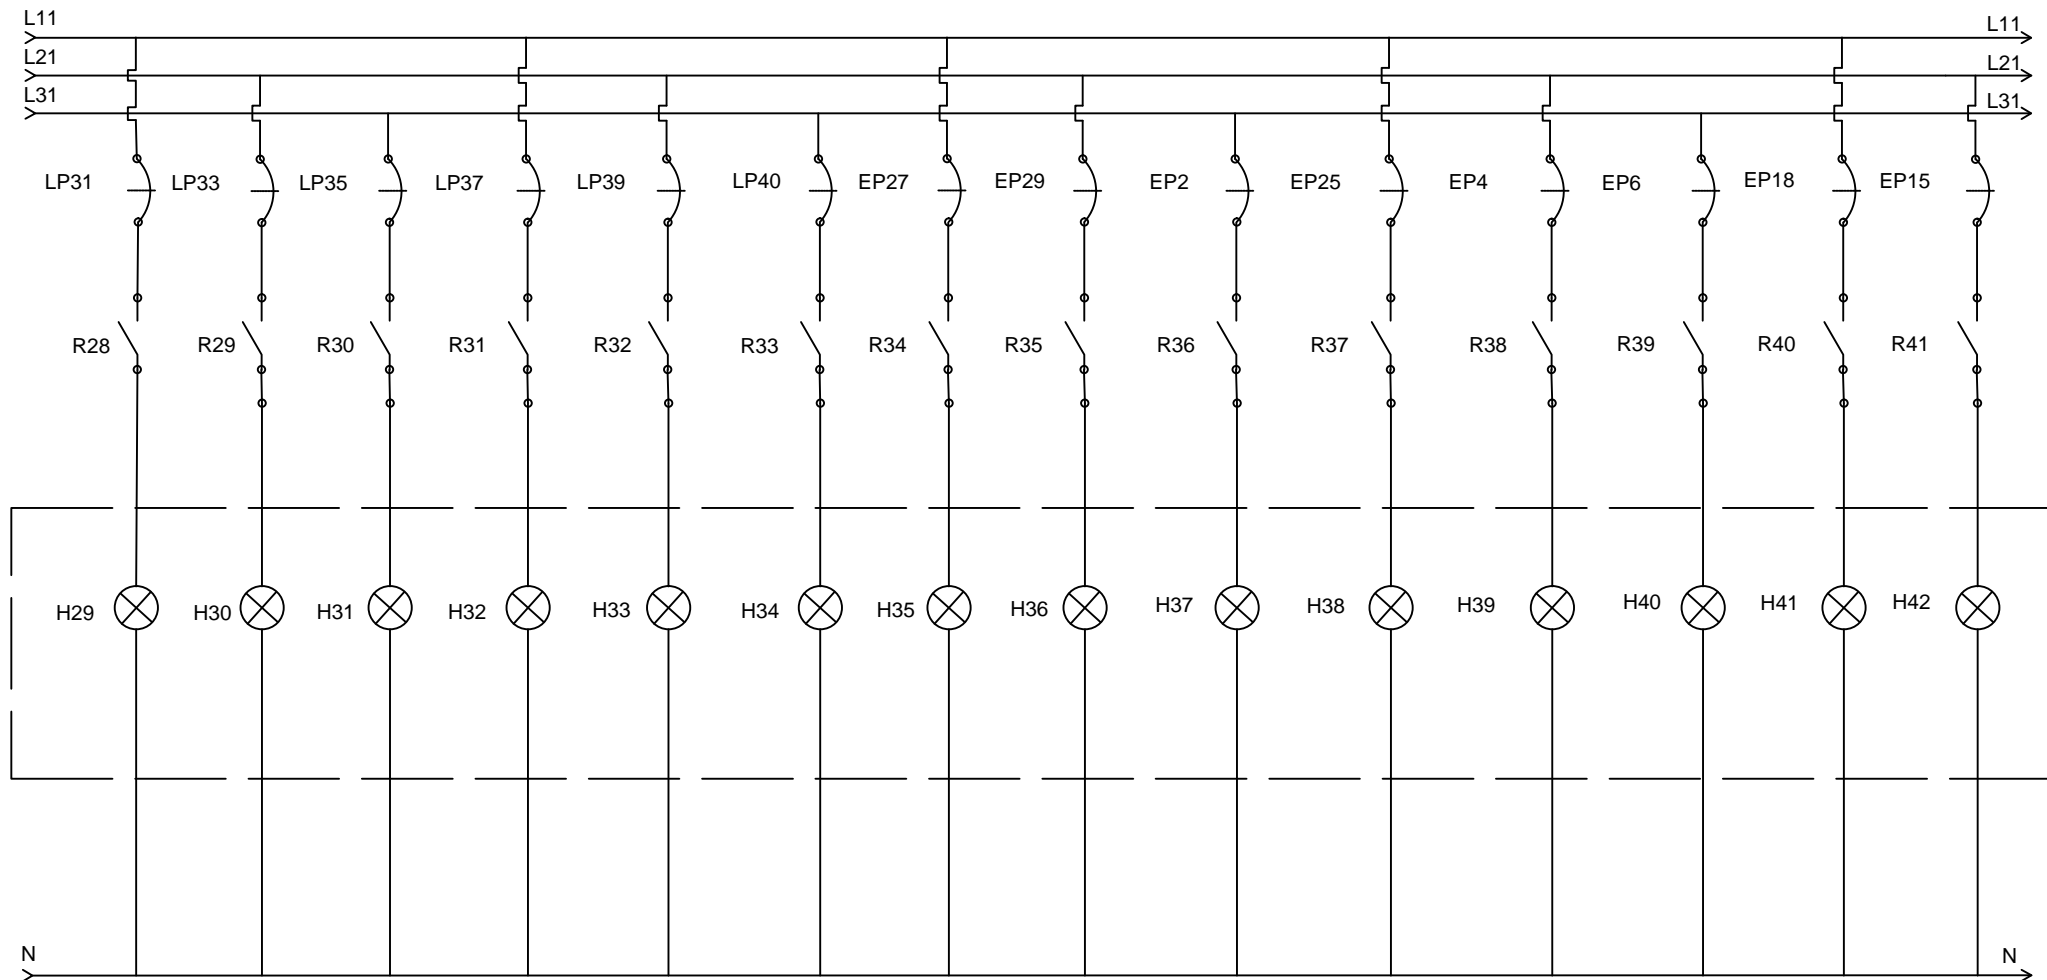 L11 L11
L21 L21
L31 L31
LP31 LP33 LP35 LP37 LP39 LP40 EP27 EP29 EP2 EP25 EP4 EP6 EP18 EP15
R28 R29 R30 R31 R32 R33 R34 R35 R36 R37 R38 R39 R40 R41
H29 H30 H31 H32 H33 H34 H35 H36 H37 H38 H39 H40 H41 H42
N N